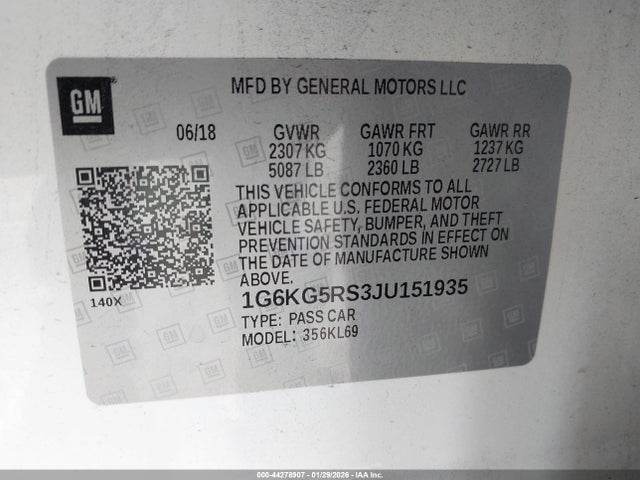 GM
MFD BY GENERAL MOTORS LLC
06/18
GVWR GAWR FRT GAWR RR
2307 KG 1070 KG 1237 KG
5087 LB 2360 LB 2727 LB
THIS VEHICLE CONFORMS TO ALL
APPLICABLE U.S. FEDERAL MOTOR
VEHICLE SAFETY, BUMPER, AND THEFT
PREVENTION STANDARDS IN EFFECT ON
THE DATE OF MANUFACTURE SHOWN
ABOVE.
140X
1G6KG5RS3JU151935
TYPE: PASS CAR
MODEL: 356KL69
000-44278907 - 01/29/2026 - IAAI.com